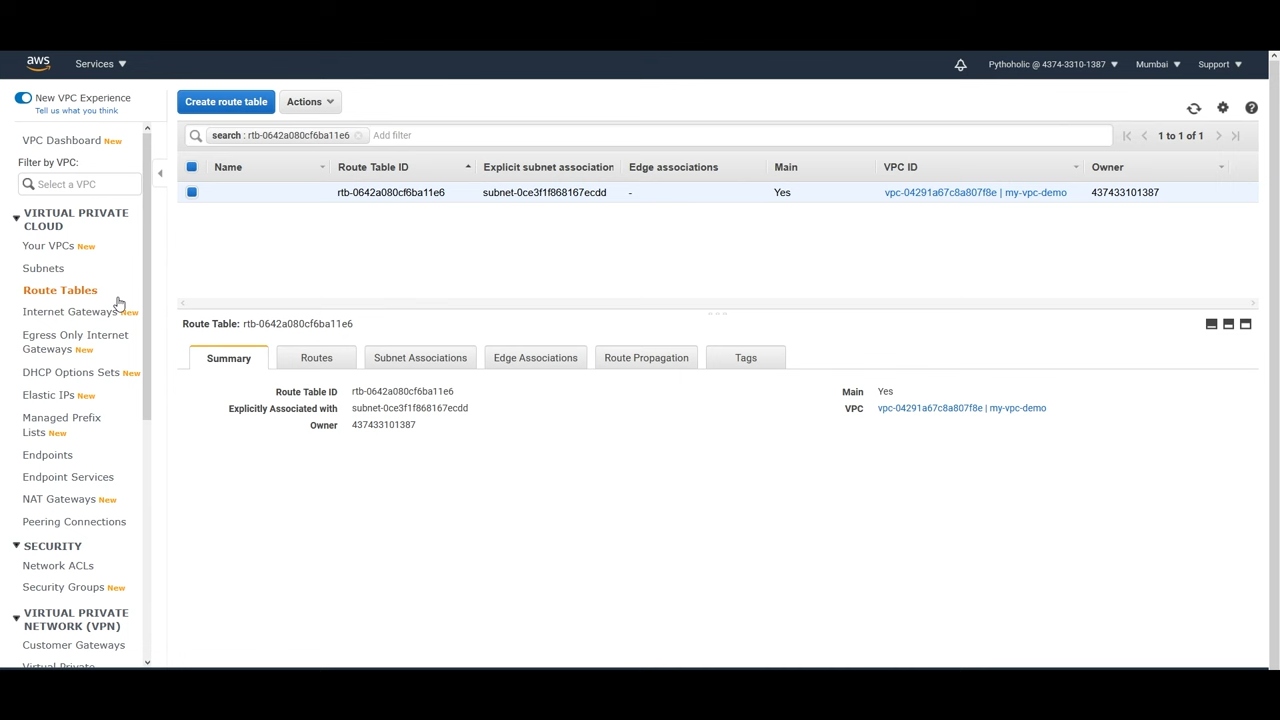 aws Services Pythoholic @ 4374-3310-1387 Mumbai Support
New VPC Experience
Tell us what you think
Create route table Actions
VPC Dashboard New
Filter by VPC:
Select a VPC
VIRTUAL PRIVATE
CLOUD
Your VPCs New
Subnets
Route Tables
Internet Gateways New
Egress Only Internet
Gateways New
DHCP Options Sets New
Elastic IPs New
Managed Prefix
Lists New
Endpoints
Endpoint Services
NAT Gateways New
Peering Connections
SECURITY
Network ACLs
Security Groups New
VIRTUAL PRIVATE
NETWORK (VPN)
Customer Gateways
Virtual Private
search : rtb-0642a080cf6ba11e6 Add filter 1 to 1 of 1
Name Route Table ID Explicit subnet association Edge associations Main VPC ID Owner
rtb-0642a080cf6ba11e6 subnet-0ce3f1f868167ecdd - Yes vpc-04291a67c8a807f8e | my-vpc-demo 437433101387
Route Table: rtb-0642a080cf6ba11e6
Summary Routes Subnet Associations Edge Associations Route Propagation Tags
Route Table ID rtb-0642a080cf6ba11e6 Main Yes
Explicitly Associated with subnet-0ce3f1f868167ecdd VPC vpc-04291a67c8a807f8e | my-vpc-demo
Owner 437433101387